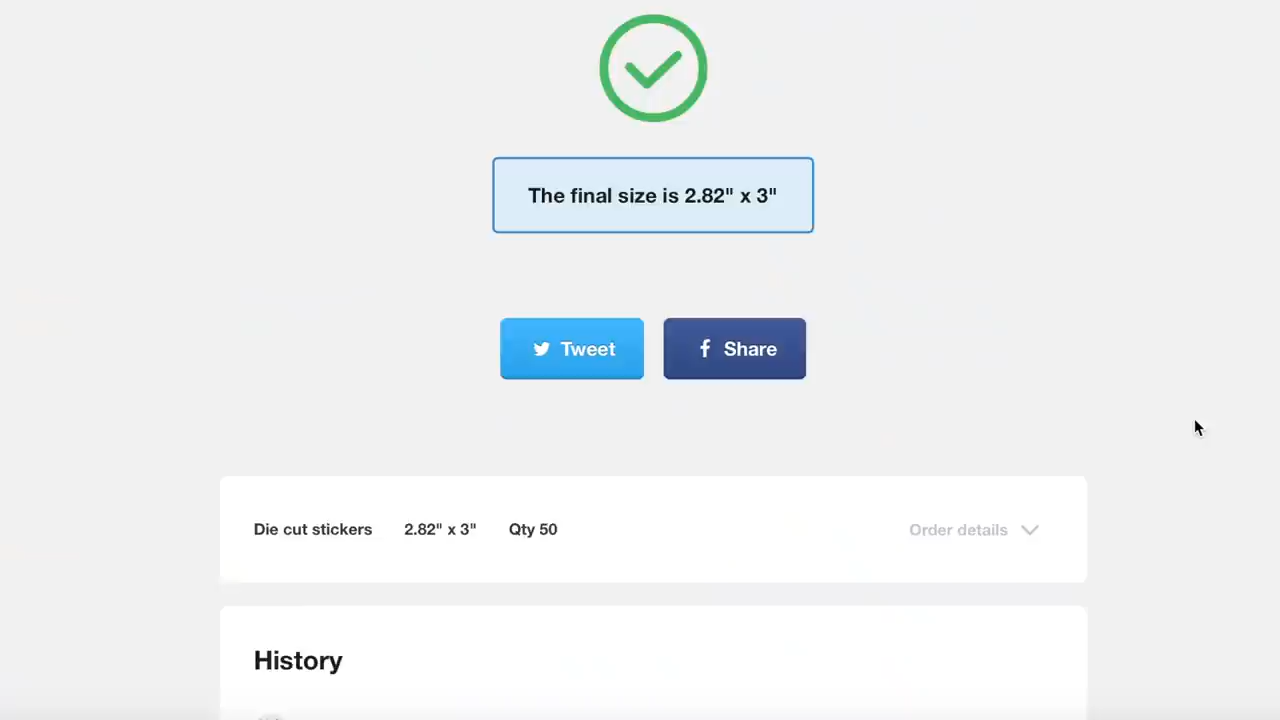 The final size is 2.82" x 3"
Tweet
Share
Die cut stickers 2.82" x 3" Qty 50 Order details
History